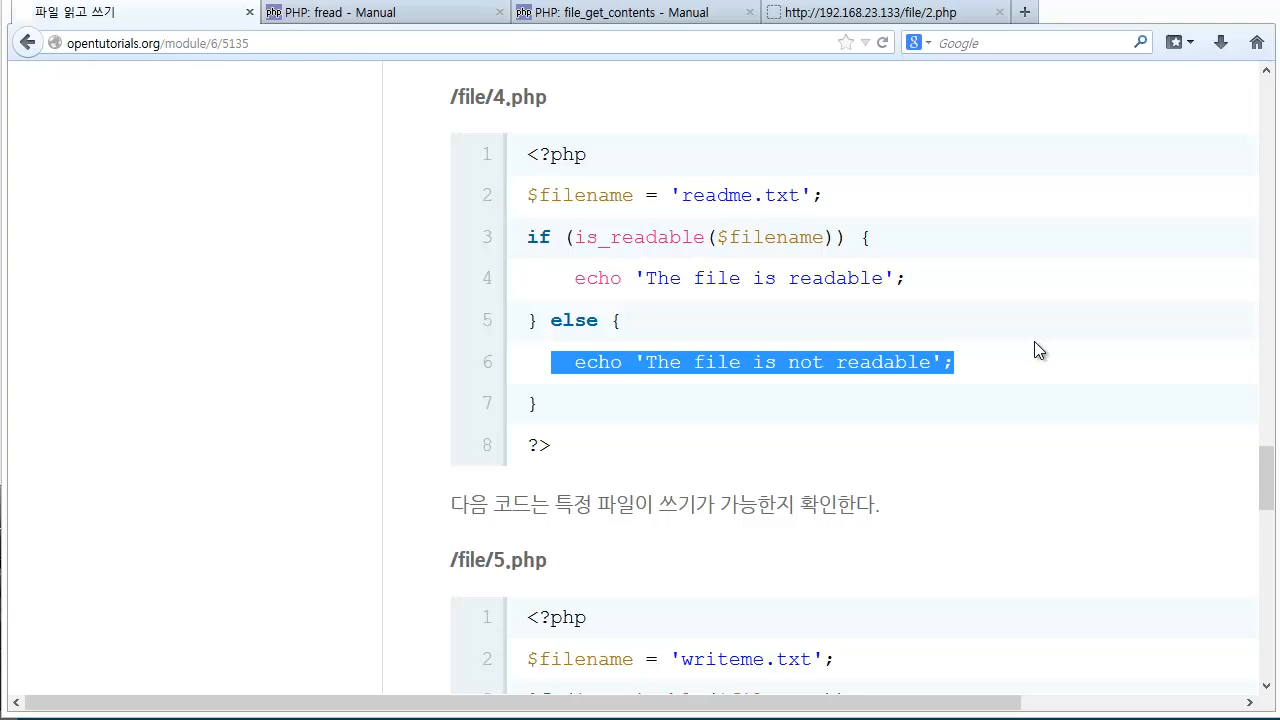 파일 읽고 쓰기
PHP: fread - Manual
PHP: file_get_contents - Manual
http://192.168.23.133/file/2.php
opentutorials.org/module/6/5135
Google
/file/4.php
1 <?php
2 $filename = 'readme.txt';
3 if (is_readable($filename)) {
4 echo 'The file is readable';
5 } else {
6 echo 'The file is not readable';
7 }
8 ?>
다음 코드는 특정 파일이 쓰기가 가능한지 확인한다.
/file/5.php
1 <?php
2 $filename = 'writeme.txt';